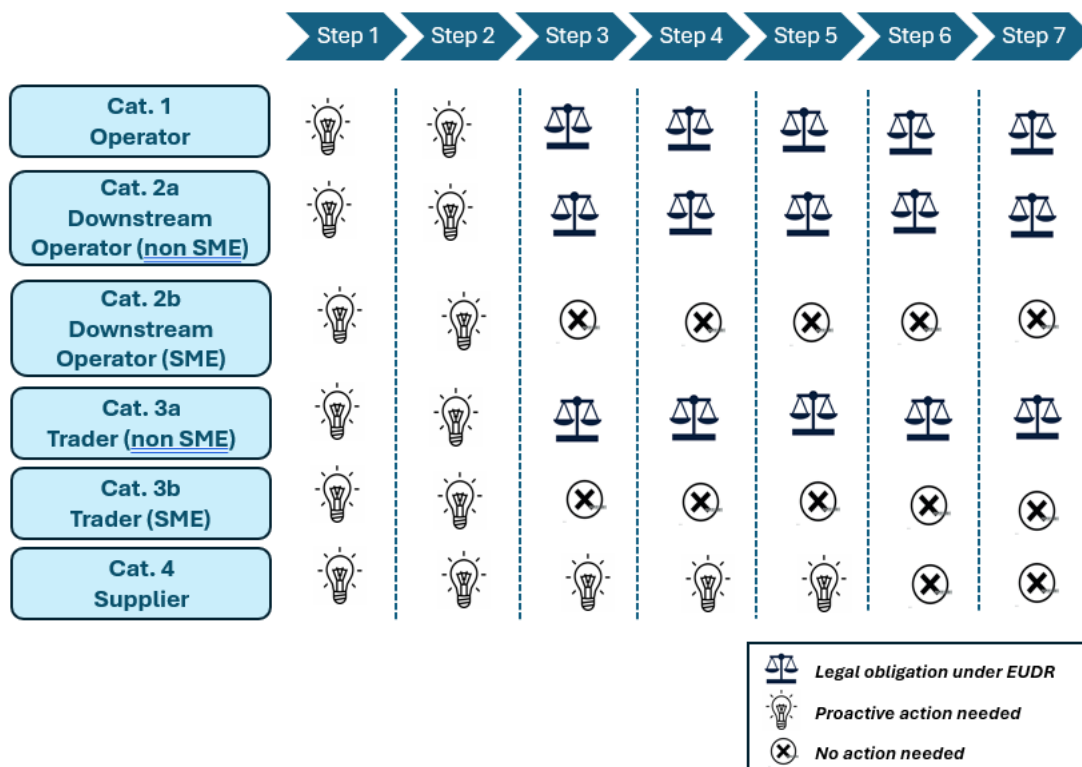 Step 1 Step 2 Step 3 Step 4 Step 5 Step 6 Step 7
Cat. 1
Operator
Cat. 2a
Downstream
Operator (non SME)
Cat. 2b
Downstream
Operator (SME)
Cat. 3a
Trader (non SME)
Cat. 3b
Trader (SME)
Cat. 4
Supplier
Legal obligation under EUDR
Proactive action needed
No action needed